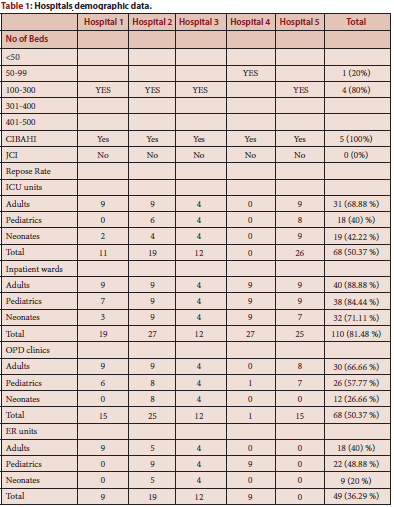 Table 1: Hospitals demographic data.
Hospital 1 Hospital 2 Hospital 3 Hospital 4 Hospital 5 Total
No of Beds
<50
50-99 YES 1 (20%)
100-300 YES YES YES YES 4 (80%)
301-400
401-500
CIBAHI Yes Yes Yes Yes Yes 5 (100%)
JCI No No No No No 0 (0%)
Repose Rate
ICU units
Adults 9 9 4 0 9 31 (68.88 %)
Pediatrics 0 6 4 0 8 18 (40) %)
Neonates 2 4 4 0 9 19 (42.22 %)
Total 11 19 12 0 26 68 (50.37 %)
Inpatient wards
Adults 9 9 4 9 9 40 (88.88 %)
Pediatrics 7 9 4 9 9 38 (84.44 %)
Neonates 3 9 4 9 7 32 (71.11 %)
Total 19 27 12 27 25 110 (81.48 %)
OPD clinics
Adults 9 9 4 0 8 30 (66.66 %)
Pediatrics 6 8 4 1 7 26 (57.77 %)
Neonates 0 8 4 0 0 12 (26.66 %)
Total 15 25 12 1 15 68 (50.37 %)
ER units
Adults 9 5 4 0 0 18 (40) %)
Pediatrics 0 9 4 9 0 22 (48.88 %)
Neonates 0 5 4 0 0 9 (20 %)
Total 9 19 12 9 0 49 (36.29 %)